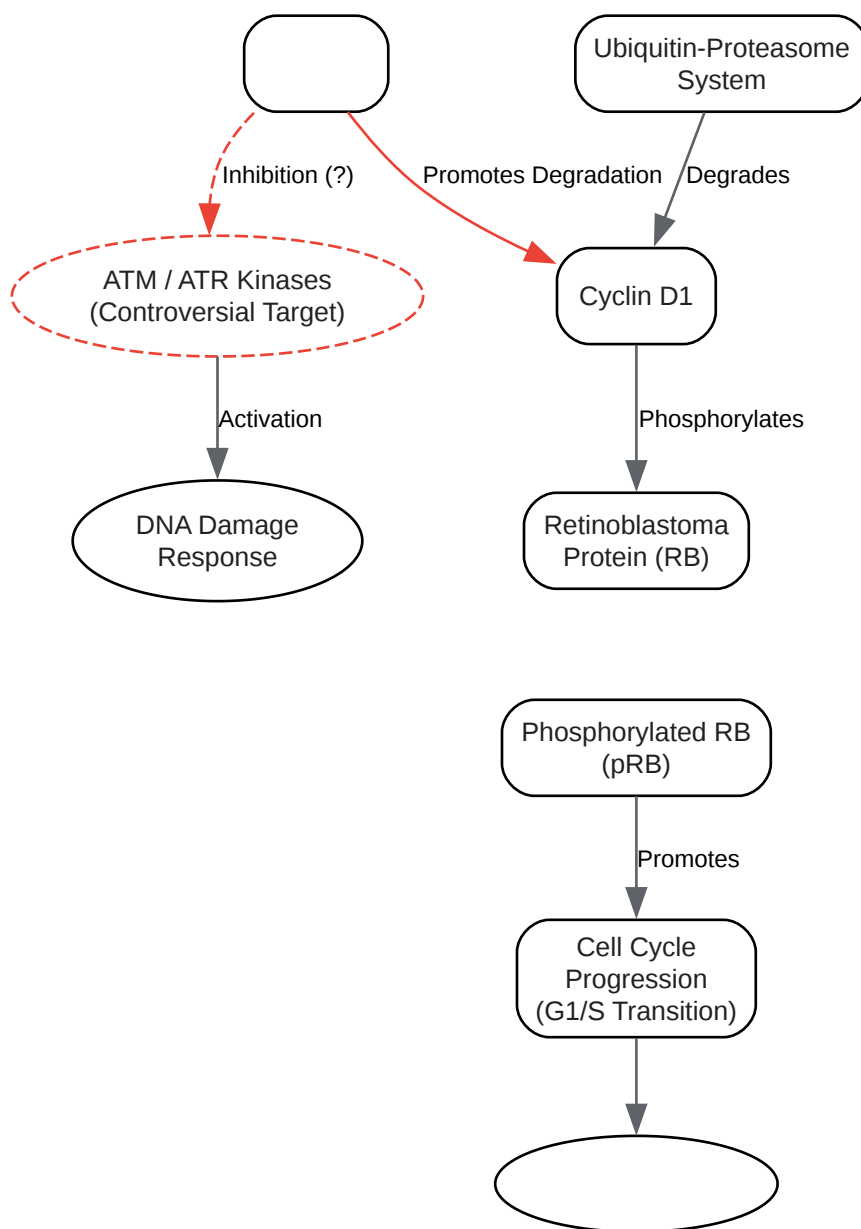 Ubiquitin-Proteasome
System
Inhibition (?)
Promotes Degradation
Degrades
ATM / ATR Kinases
(Controversial Target)
Cyclin D1
Activation
Phosphorylates
DNA Damage
Response
Retinoblastoma
Protein (RB)
Phosphorylated RB
(pRB)
Promotes
Cell Cycle
Progression
(G1/S Transition)